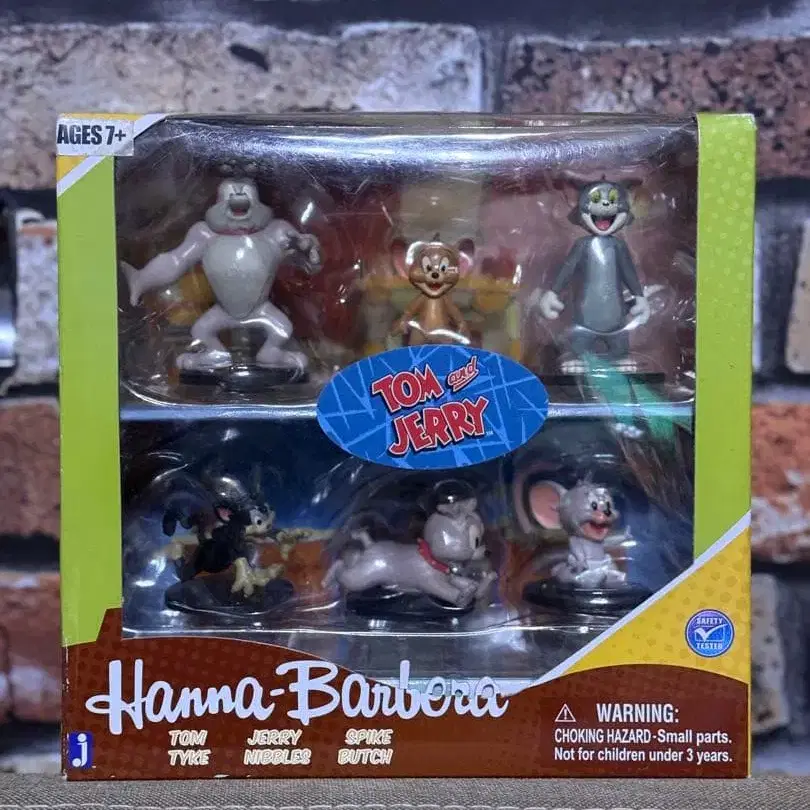 AGES 7+
TOM and
JERRY
SAFETY
TESTED
Hanna-Barbera
TOM JERRY SPIKE
TYKE NIBBLES BUTCH
j
WARNING:
CHOKING HAZARD-Small parts.
Not for children under 3 years.